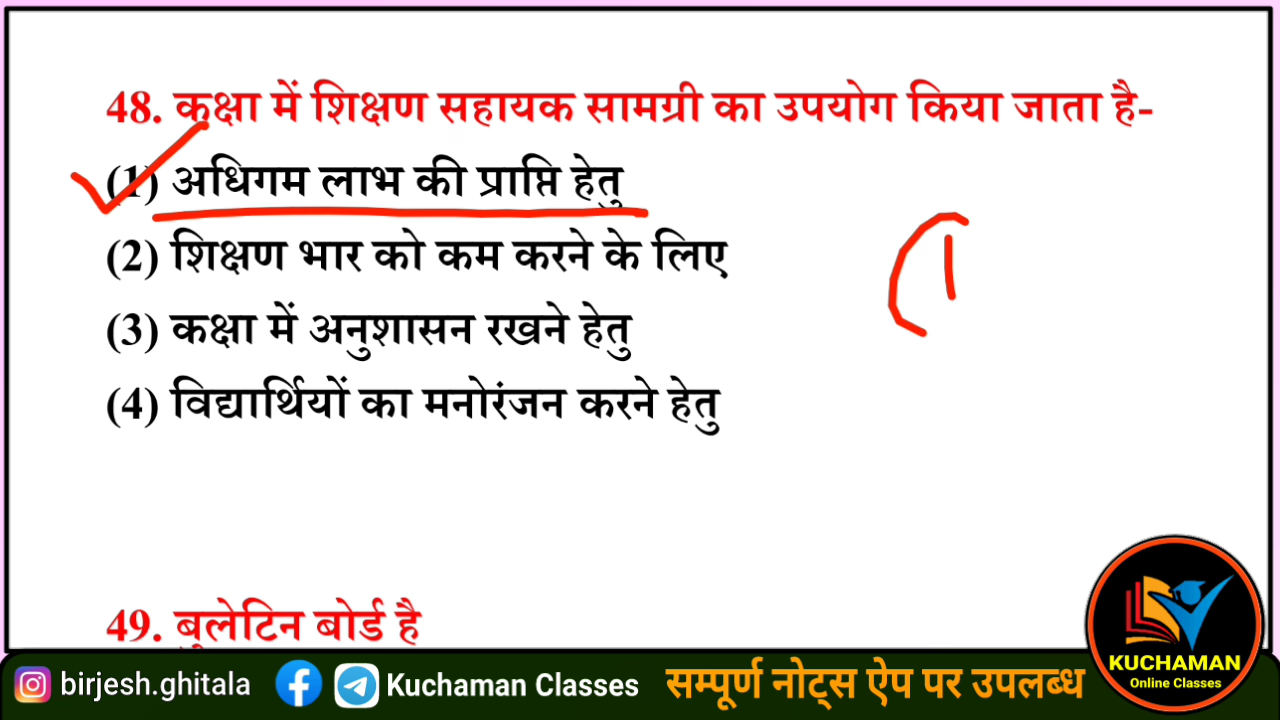 48. कक्षा में शिक्षण सहायक सामग्री का उपयोग किया जाता है-
(1) अधिगम लाभ की प्राप्ति हेतु
(2) शिक्षण भार को कम करने के लिए
(3) कक्षा में अनुशासन रखने हेतु
(4) विद्यार्थियों का मनोरंजन करने हेतु
(1
49. बुलेटिन बोर्ड है
birjesh.ghitala
Kuchaman Classes
सम्पूर्ण नोट्स ऐप पर उपलब्ध
KUCHAMAN
Online Classes